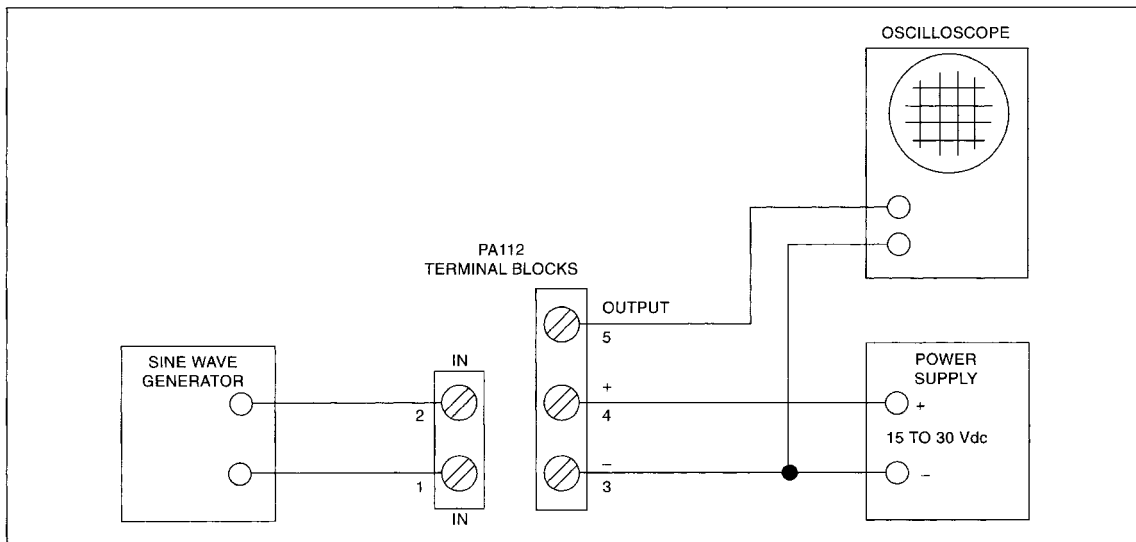 OSCILLOSCOPE
PA112
TERMINAL BLOCKS
OUTPUT
5
SINE WAVE
GENERATOR
IN
2
+
4
POWER
SUPPLY
+
15 TO 30 Vdc
1
–
3
–
IN